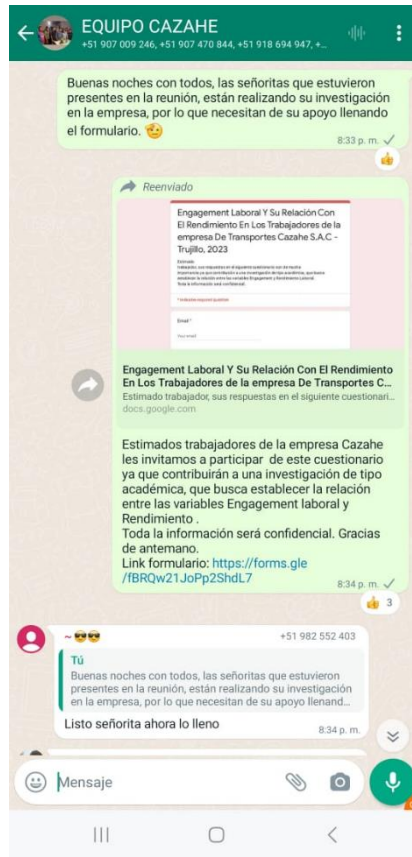 EQUIPO CAZAHE
+51 907 009 246, +51 907 470 844, +51 918 694 947, +...
Buenas noches con todos, las señoritas que estuvieron
presentes en la reunión, están realizando su investigación
en la empresa, por lo que necesitan de su apoyo llenando
el formulario.
8:33 p. m.
Reenviado
Engagement Laboral Y Su Relación Con
El Rendimiento En Los Trabajadores de la
empresa De Transportes Cazahe S.A.C -
Trujillo, 2023
Estimado
Toda la información será confidencial.
Email *
Engagement Laboral Y Su Relación Con El Rendimiento
En Los Trabajadores de la empresa De Transportes C...
Estimado trabajador, sus respuestas en el siguiente cuestionari...
docs.google.com
Estimados trabajadores de la empresa Cazahe
les invitamos a participar de este cuestionario
ya que contribuirán a una investigación de tipo
académica, que busca establecer la relación
entre las variables Engagement laboral y
Rendimiento .
Toda la información será confidencial. Gracias
de antemano.
Link formulario: https://forms.gle
/fBRQw21JoPp2ShdL7
8:34 p. m.
3
~ 😎😎 +51 982 552 403
Tú
Buenas noches con todos, las señoritas que estuvieron
presentes en la reunión, están realizando su investigación
en la empresa, por lo que necesitan de su apoyo llenand...
Listo señorita ahora lo lleno
8:34 p. m.
Mensaje